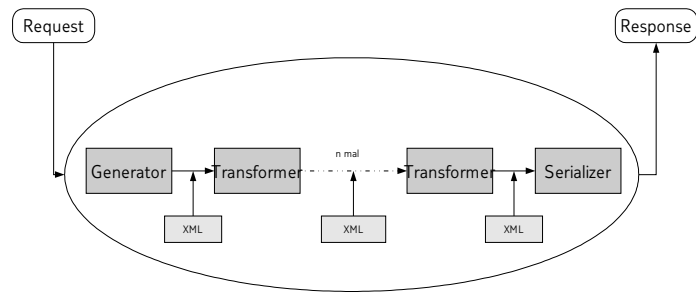 Request
Response
n mal
Generator
Transformer
Transformer
Serializer
XML
XML
XML